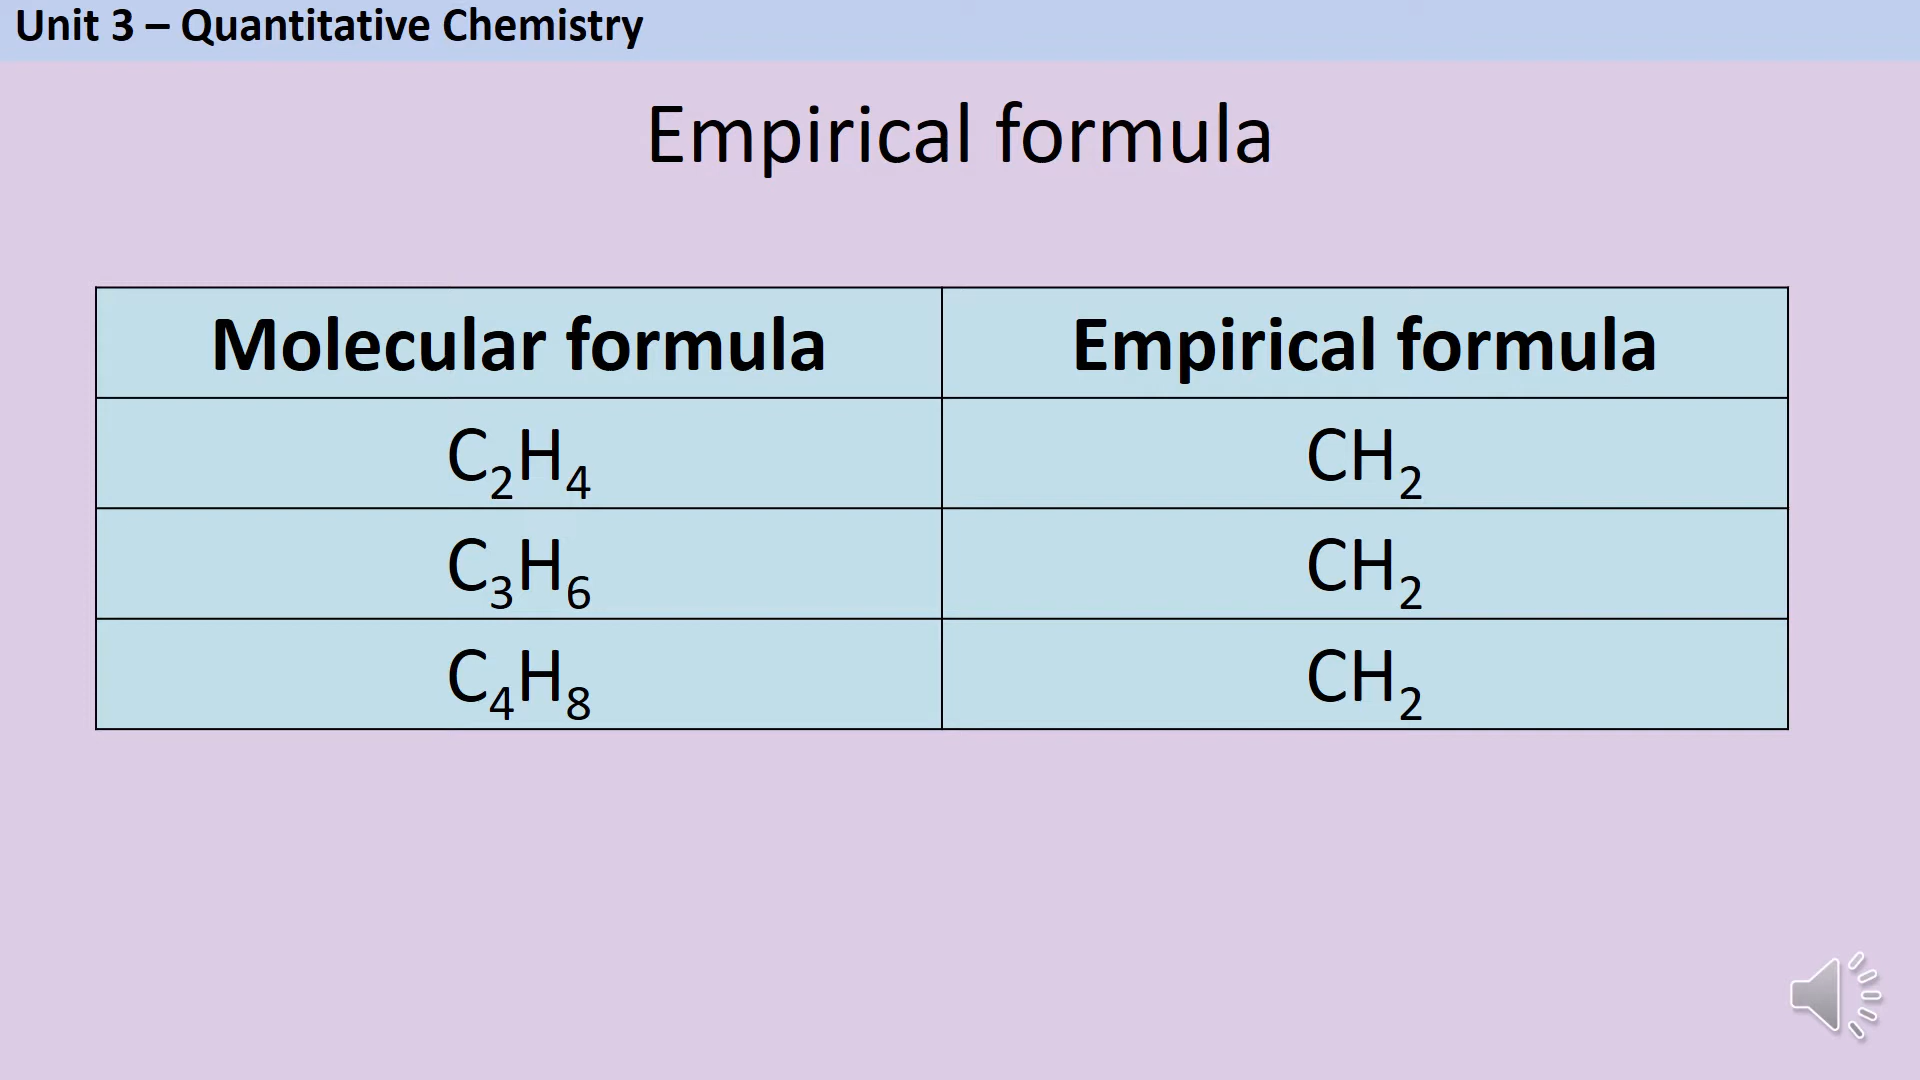 Unit 3 – Quantitative Chemistry
Empirical formula
Molecular formula Empirical formula
C₂H₄ CH₂
C₃H₆ CH₂
C₄H₈ CH₂